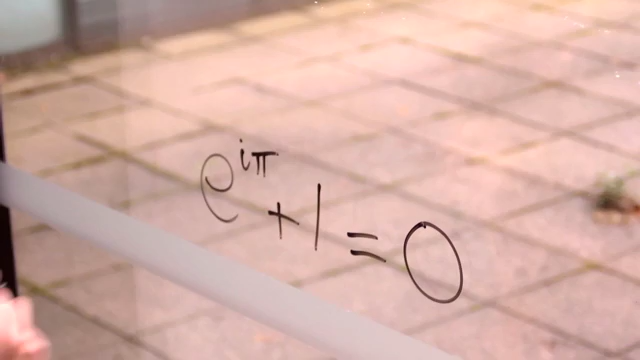 e^{iπ} + 1 = 0